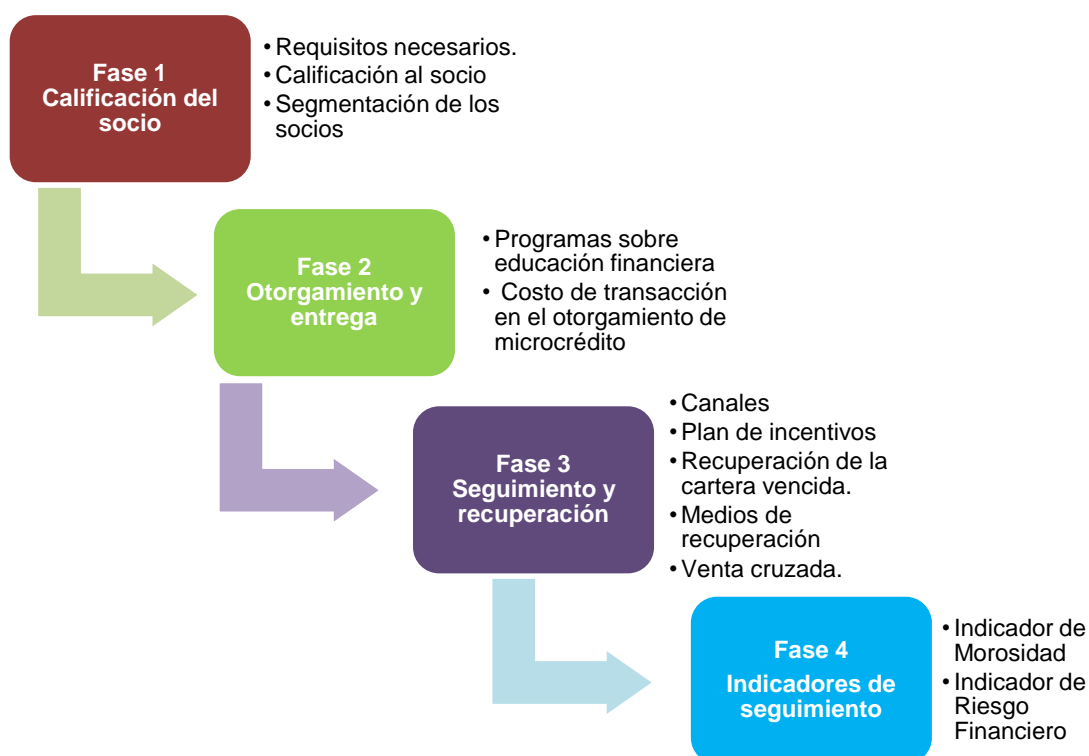 Fase 1
Calificación del
socio
• Requisitos necesarios.
• Calificación al socio
• Segmentación de los
socios
Fase 2
Otorgamiento y
entrega
• Programas sobre
educación financiera
• Costo de transacción
en el otorgamiento de
microcrédito
Fase 3
Seguimiento y
recuperación
• Canales
• Plan de incentivos
• Recuperación de la
cartera vencida.
• Medios de
recuperación
• Venta cruzada.
Fase 4
Indicadores de
seguimiento
• Indicador de
Morosidad
• Indicador de
Riesgo
Financiero